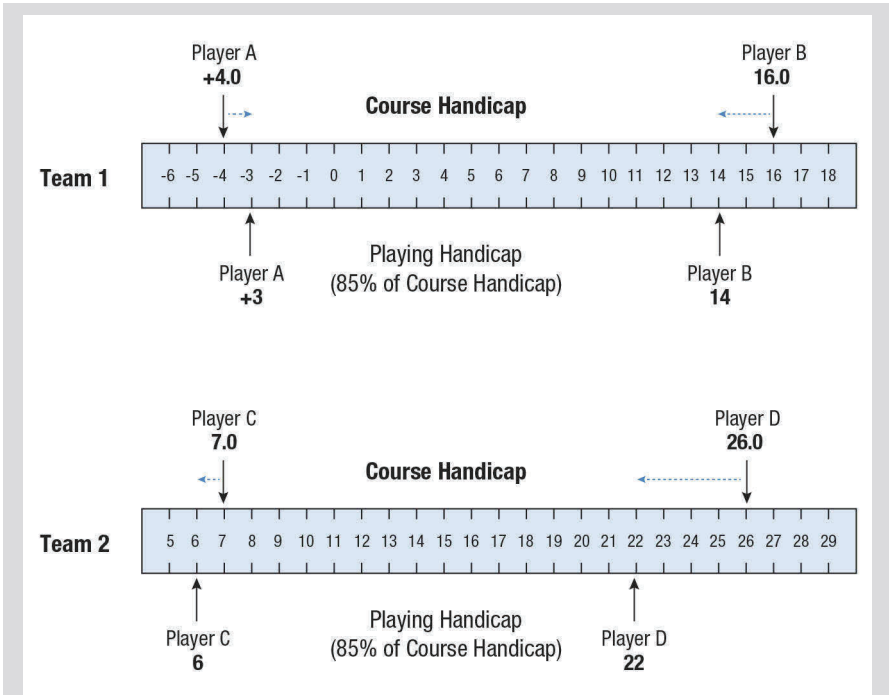 Player A
+4.0
Player B
16.0
Course Handicap
Team 1
-6 -5 -4 -3 -2 -1 0 1 2 3 4 5 6 7 8 9 10 11 12 13 14 15 16 17 18
Player A
+3
Playing Handicap
(85% of Course Handicap)
Player B
14
Player C
7.0
Player D
26.0
Course Handicap
Team 2
5 6 7 8 9 10 11 12 13 14 15 16 17 18 19 20 21 22 23 24 25 26 27 28 29
Player C
6
Playing Handicap
(85% of Course Handicap)
Player D
22